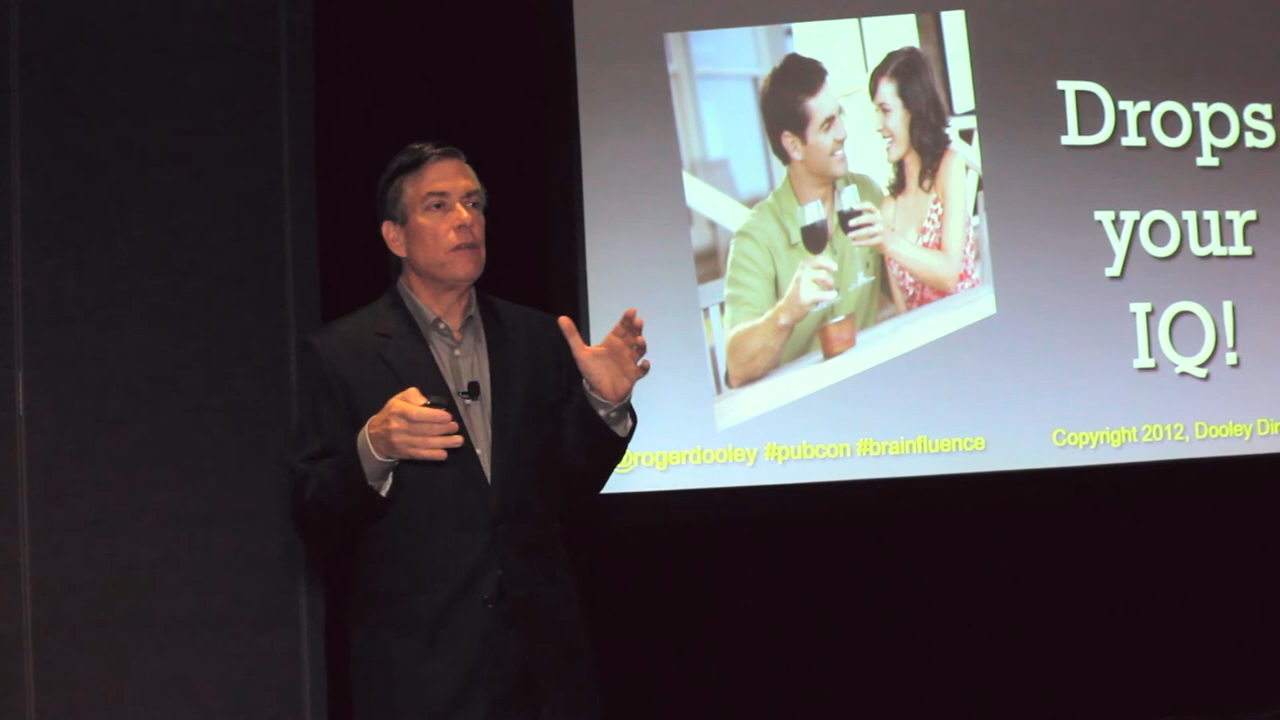 Drops
your
IQ!
@rogerdooley #pubcon #brainfluence
Copyright 2012, Dooley